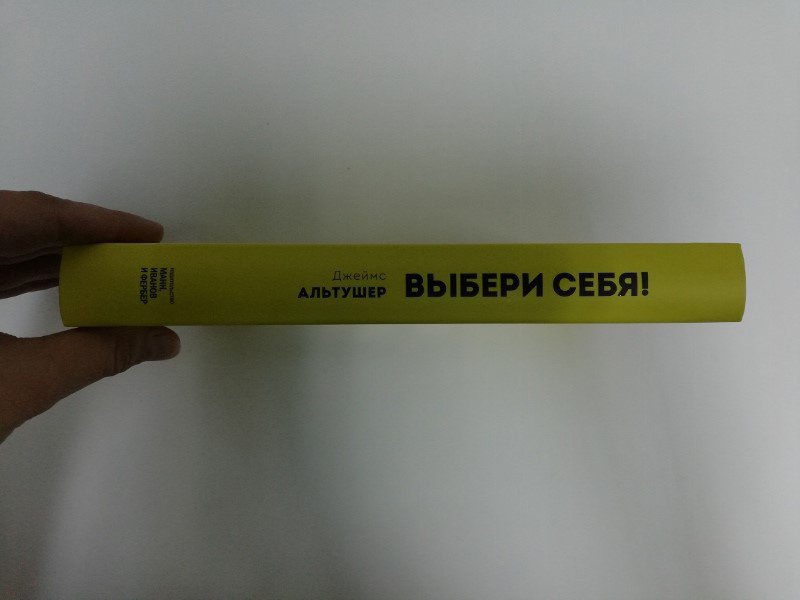 Джеймс
АЛЬТУШЕР
ВЫБЕРИ СЕБЯ!
ИЗДАТЕЛЬСТВО
МАНН,
ИВАНОВ
И ФЕРБЕР